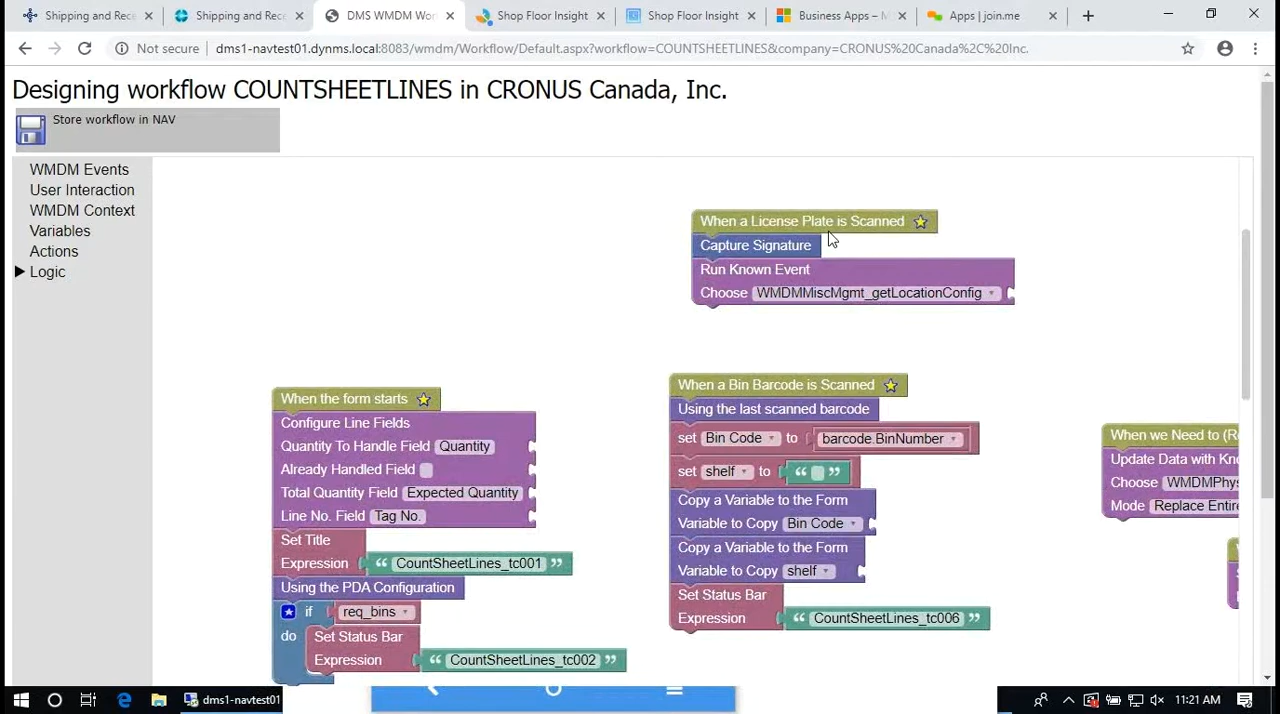 Shipping and Rece
Shipping and Rece
DMS WMDM Wor
Shop Floor Insight
Shop Floor Insight
Business Apps – M
Apps | join.me
Not secure
dms1-navtest01.dynms.local:8083/wmdm/Workflow/Default.aspx?workflow=COUNTSHEETLINES&company=CRONUS%20Canada%2C%20Inc.
Designing workflow COUNTSHEETLINES in CRONUS Canada, Inc.
Store workflow in NAV
WMDM Events
User Interaction
WMDM Context
Variables
Actions
Logic
When a License Plate is Scanned
Capture Signature
Run Known Event
Choose WMDMMiscMgmt_getLocationConfig
When the form starts
Configure Line Fields
Quantity To Handle Field Quantity
Already Handled Field
Total Quantity Field Expected Quantity
Line No. Field Tag No.
Set Title
Expression “ CountSheetLines_tc001 ”
Using the PDA Configuration
if req_bins
do Set Status Bar
Expression “ CountSheetLines_tc002 ”
When a Bin Barcode is Scanned
Using the last scanned barcode
set Bin Code to barcode.BinNumber
set shelf to “ ”
Copy a Variable to the Form
Variable to Copy Bin Code
Copy a Variable to the Form
Variable to Copy shelf
Set Status Bar
Expression “ CountSheetLines_tc006 ”
When we Need to (Re
Update Data with Kno
Choose WMDMPhys
Mode Replace Entire
dms1-navtest01
11:21 AM